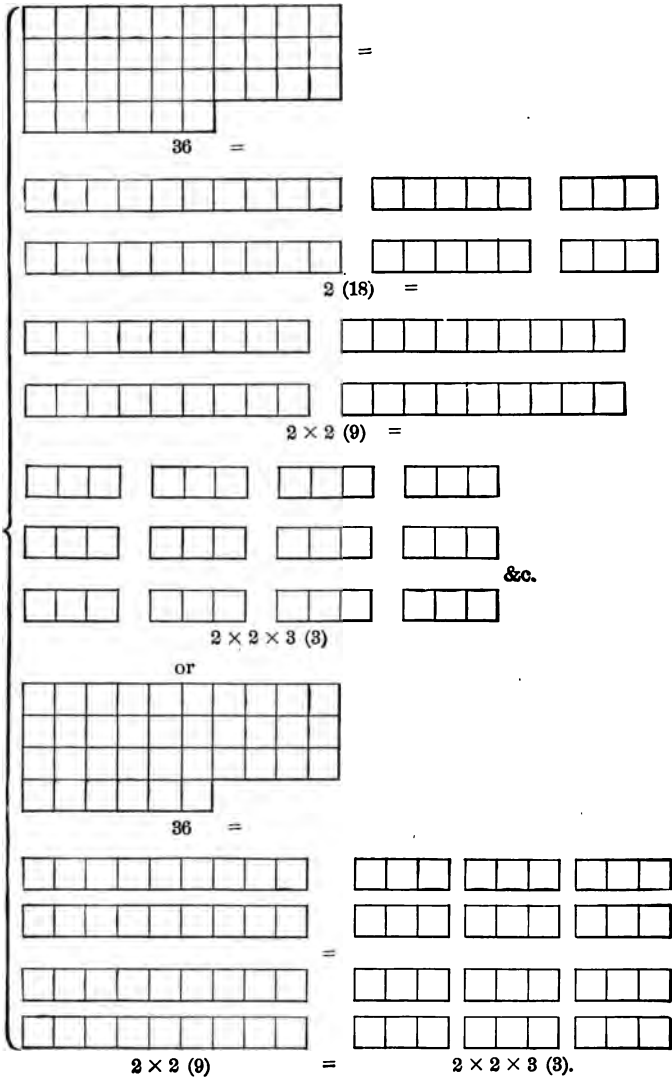 =
36 =
2 (18) =
2 × 2 (9) =
&c.
2 × 2 × 3 (3)
or
36 =
=
2 × 2 (9) = 2 × 2 × 3 (3).